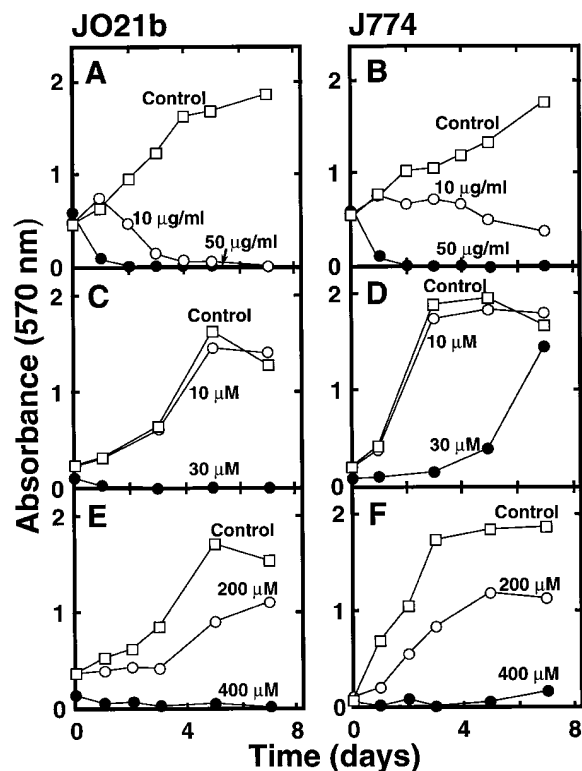 JO21b
J774
A
B
2
1
0
Control
10 µg/ml
50 µg/ml
Control
10 µg/ml
50 µg/ml
C
D
2
1
0
Control
10 µM
30 µM
Control
10 µM
30 µM
E
F
2
1
0
Control
200 µM
400 µM
Control
200 µM
400 µM
0
4
8
0
4
8
Absorbance (570 nm)
Time (days)